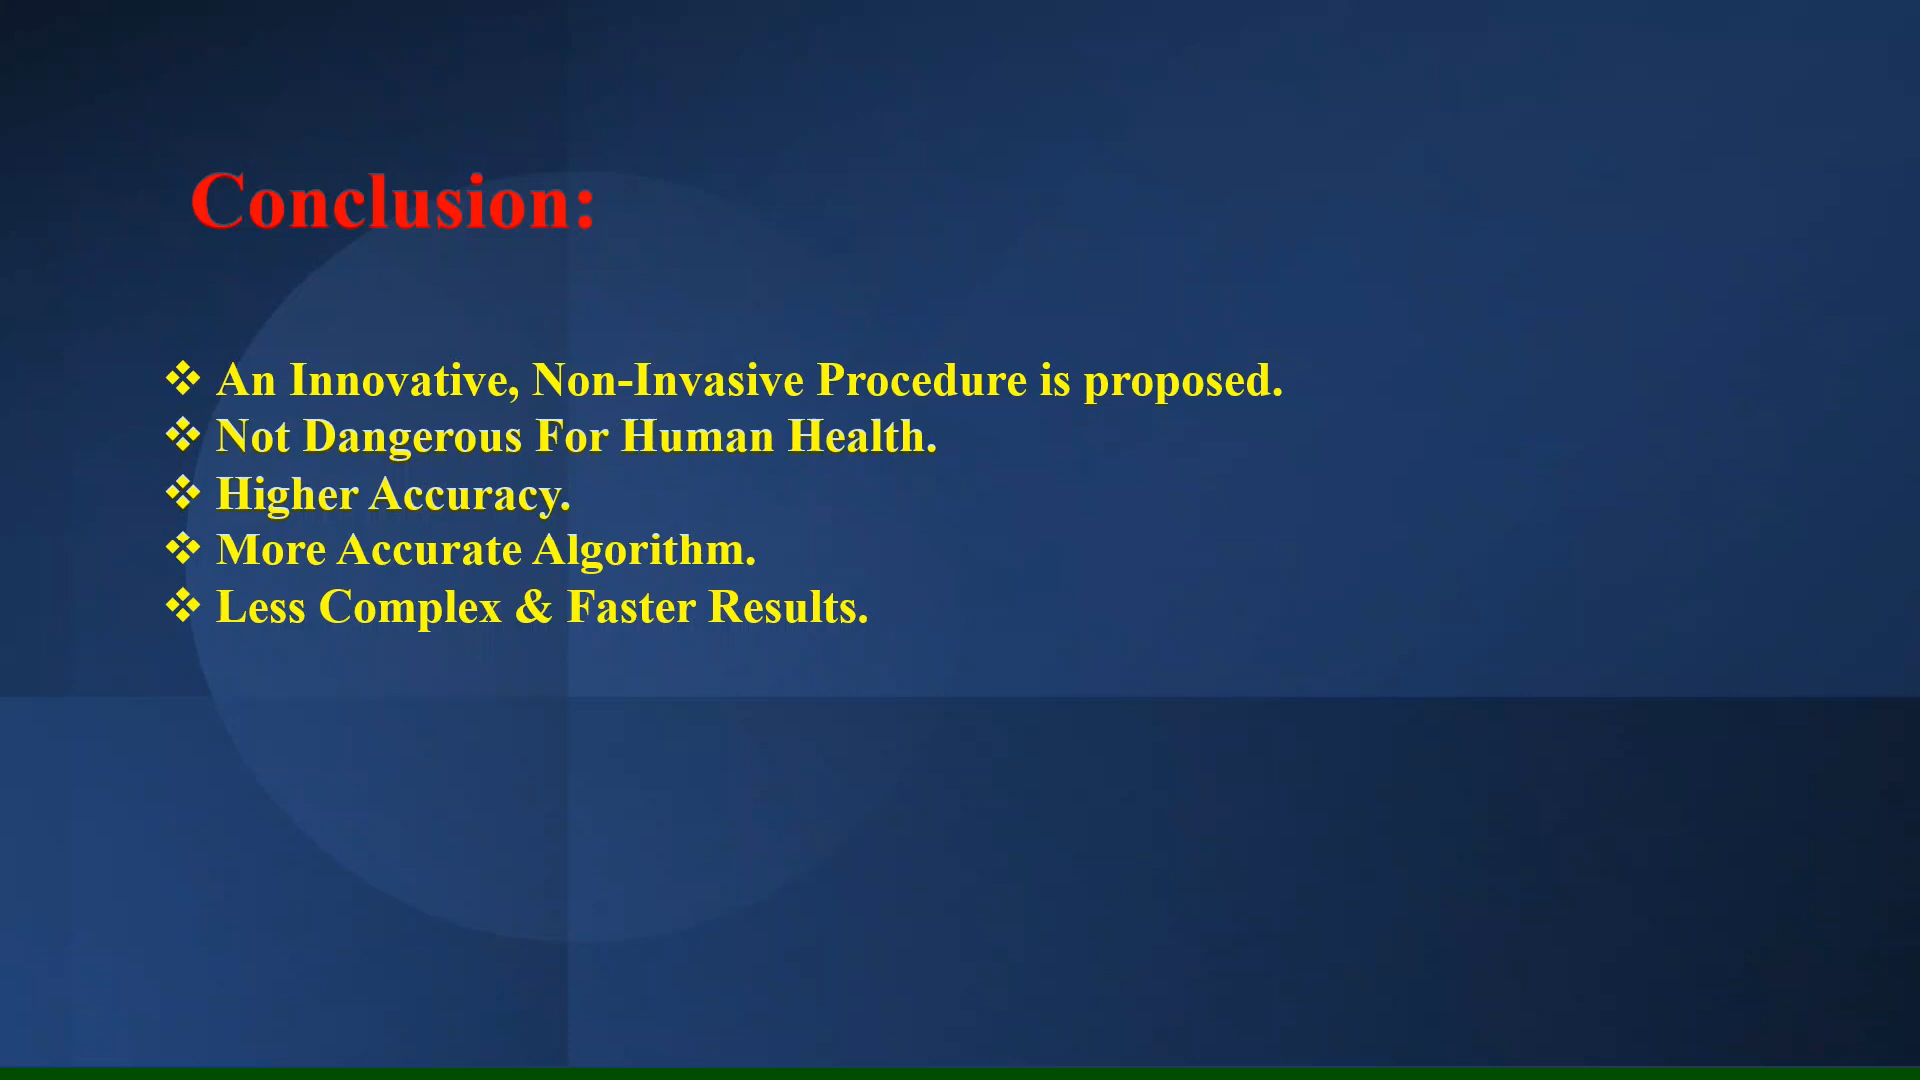 Conclusion:
❖ An Innovative, Non-Invasive Procedure is proposed.
❖ Not Dangerous For Human Health.
❖ Higher Accuracy.
❖ More Accurate Algorithm.
❖ Less Complex & Faster Results.